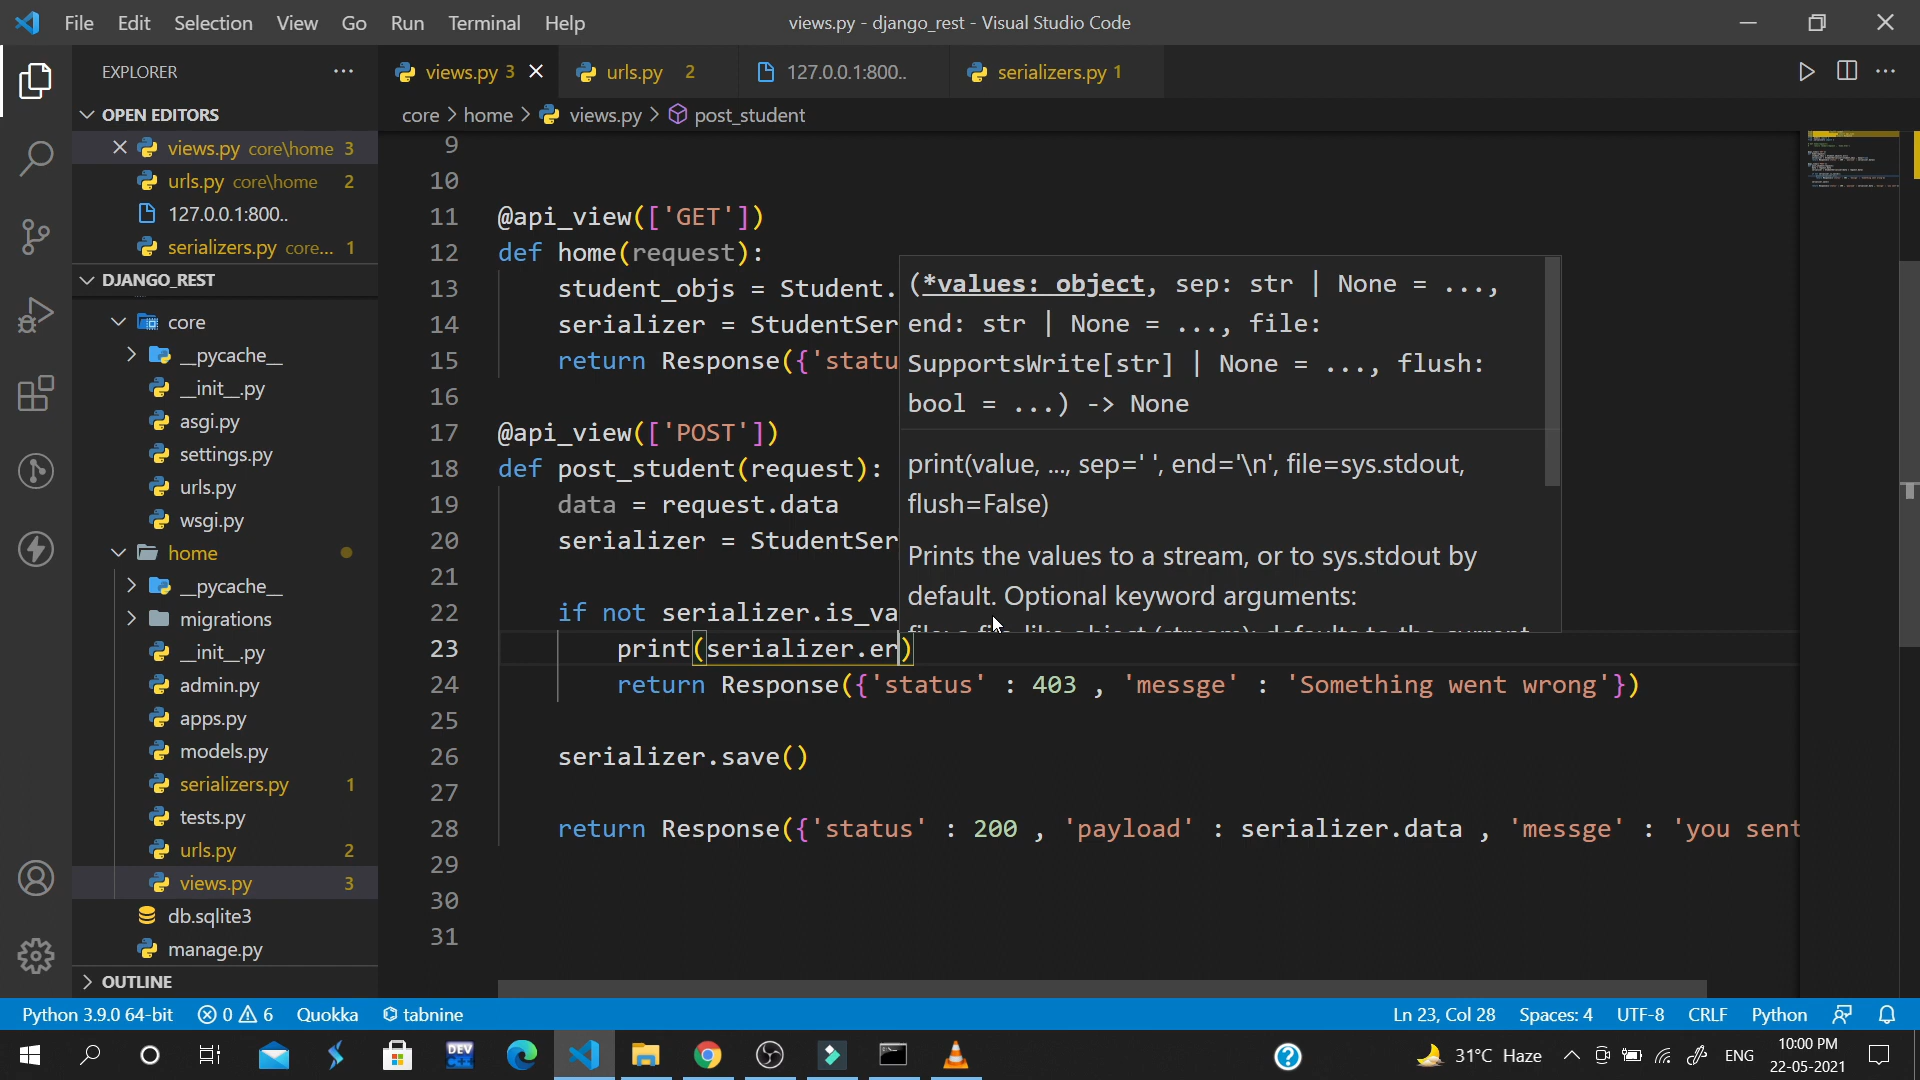 File Edit Selection View Go Run Terminal Help
views.py - django_rest - Visual Studio Code
EXPLORER
views.py 3
urls.py 2
127.0.0.1:800..
serializers.py 1
OPEN EDITORS
core > home > views.py > post_student
views.py core\home 3
urls.py core\home 2
127.0.0.1:800..
serializers.py core... 1
DJANGO_REST
core
__pycache__
__init__.py
asgi.py
settings.py
urls.py
wsgi.py
home
__pycache__
migrations
__init__.py
admin.py
apps.py
models.py
serializers.py 1
tests.py
urls.py 2
views.py 3
db.sqlite3
manage.py
OUTLINE
9
10
11 @api_view(['GET'])
12 def home(request):
13 student_objs = Student.
14 serializer = StudentSer
15 return Response({'statu
16
17 @api_view(['POST'])
18 def post_student(request):
19 data = request.data
20 serializer = StudentSer
21
22 if not serializer.is_va
23 print(serializer.er)
24 return Response({'status' : 403 , 'messge' : 'Something went wrong'})
25
26 serializer.save()
27
28 return Response({'status' : 200 , 'payload' : serializer.data , 'messge' : 'you sent
29
30
31
(*values: object, sep: str | None = ...,
end: str | None = ..., file:
SupportsWrite[str] | None = ..., flush:
bool = ...) -> None
print(value, ..., sep=' ', end='\n', file=sys.stdout,
flush=False)
Prints the values to a stream, or to sys.stdout by
default. Optional keyword arguments:
Python 3.9.0 64-bit 0 6 Quokka tabnine
Ln 23, Col 28 Spaces: 4 UTF-8 CRLF Python
DEV C++
31°C Haze ENG
10:00 PM
22-05-2021